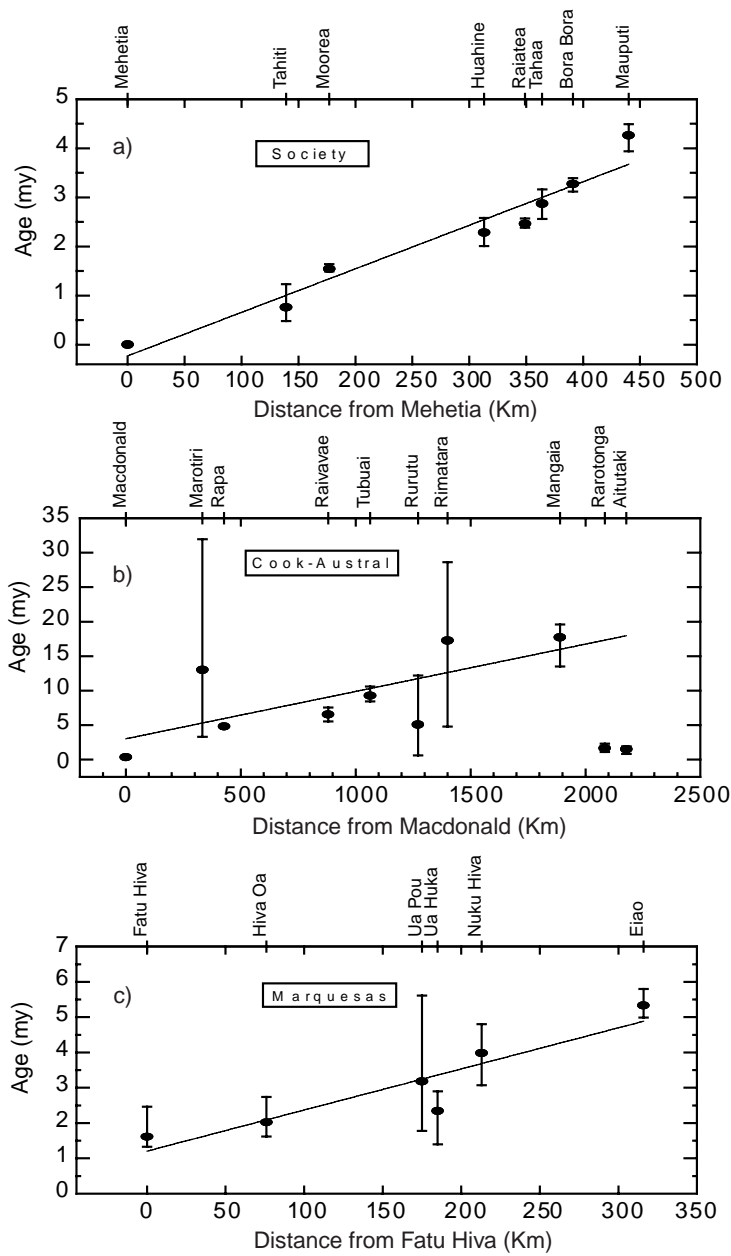 Mehetia
Tahiti
Moorea
Huahine
Raiatea
Tahaa
Bora Bora
Mauputi
5
4
3
2
1
0
Age (my)
a)
Society
0 50 100 150 200 250 300 350 400 450 500
Distance from Mehetia (Km)
Macdonald
Marotiri
Rapa
Raivavae
Tubuai
Rurutu
Rimatara
Mangaia
Rarotonga
Aitutaki
35
30
25
20
15
10
5
0
Age (my)
b)
Cook-Austral
0 500 1000 1500 2000 2500
Distance from Macdonald (Km)
Fatu Hiva
Hiva Oa
Ua Pou
Ua Huka
Nuku Hiva
Eiao
7
6
5
4
3
2
1
0
Age (my)
c)
Marquesas
0 50 100 150 200 250 300 350
Distance from Fatu Hiva (Km)